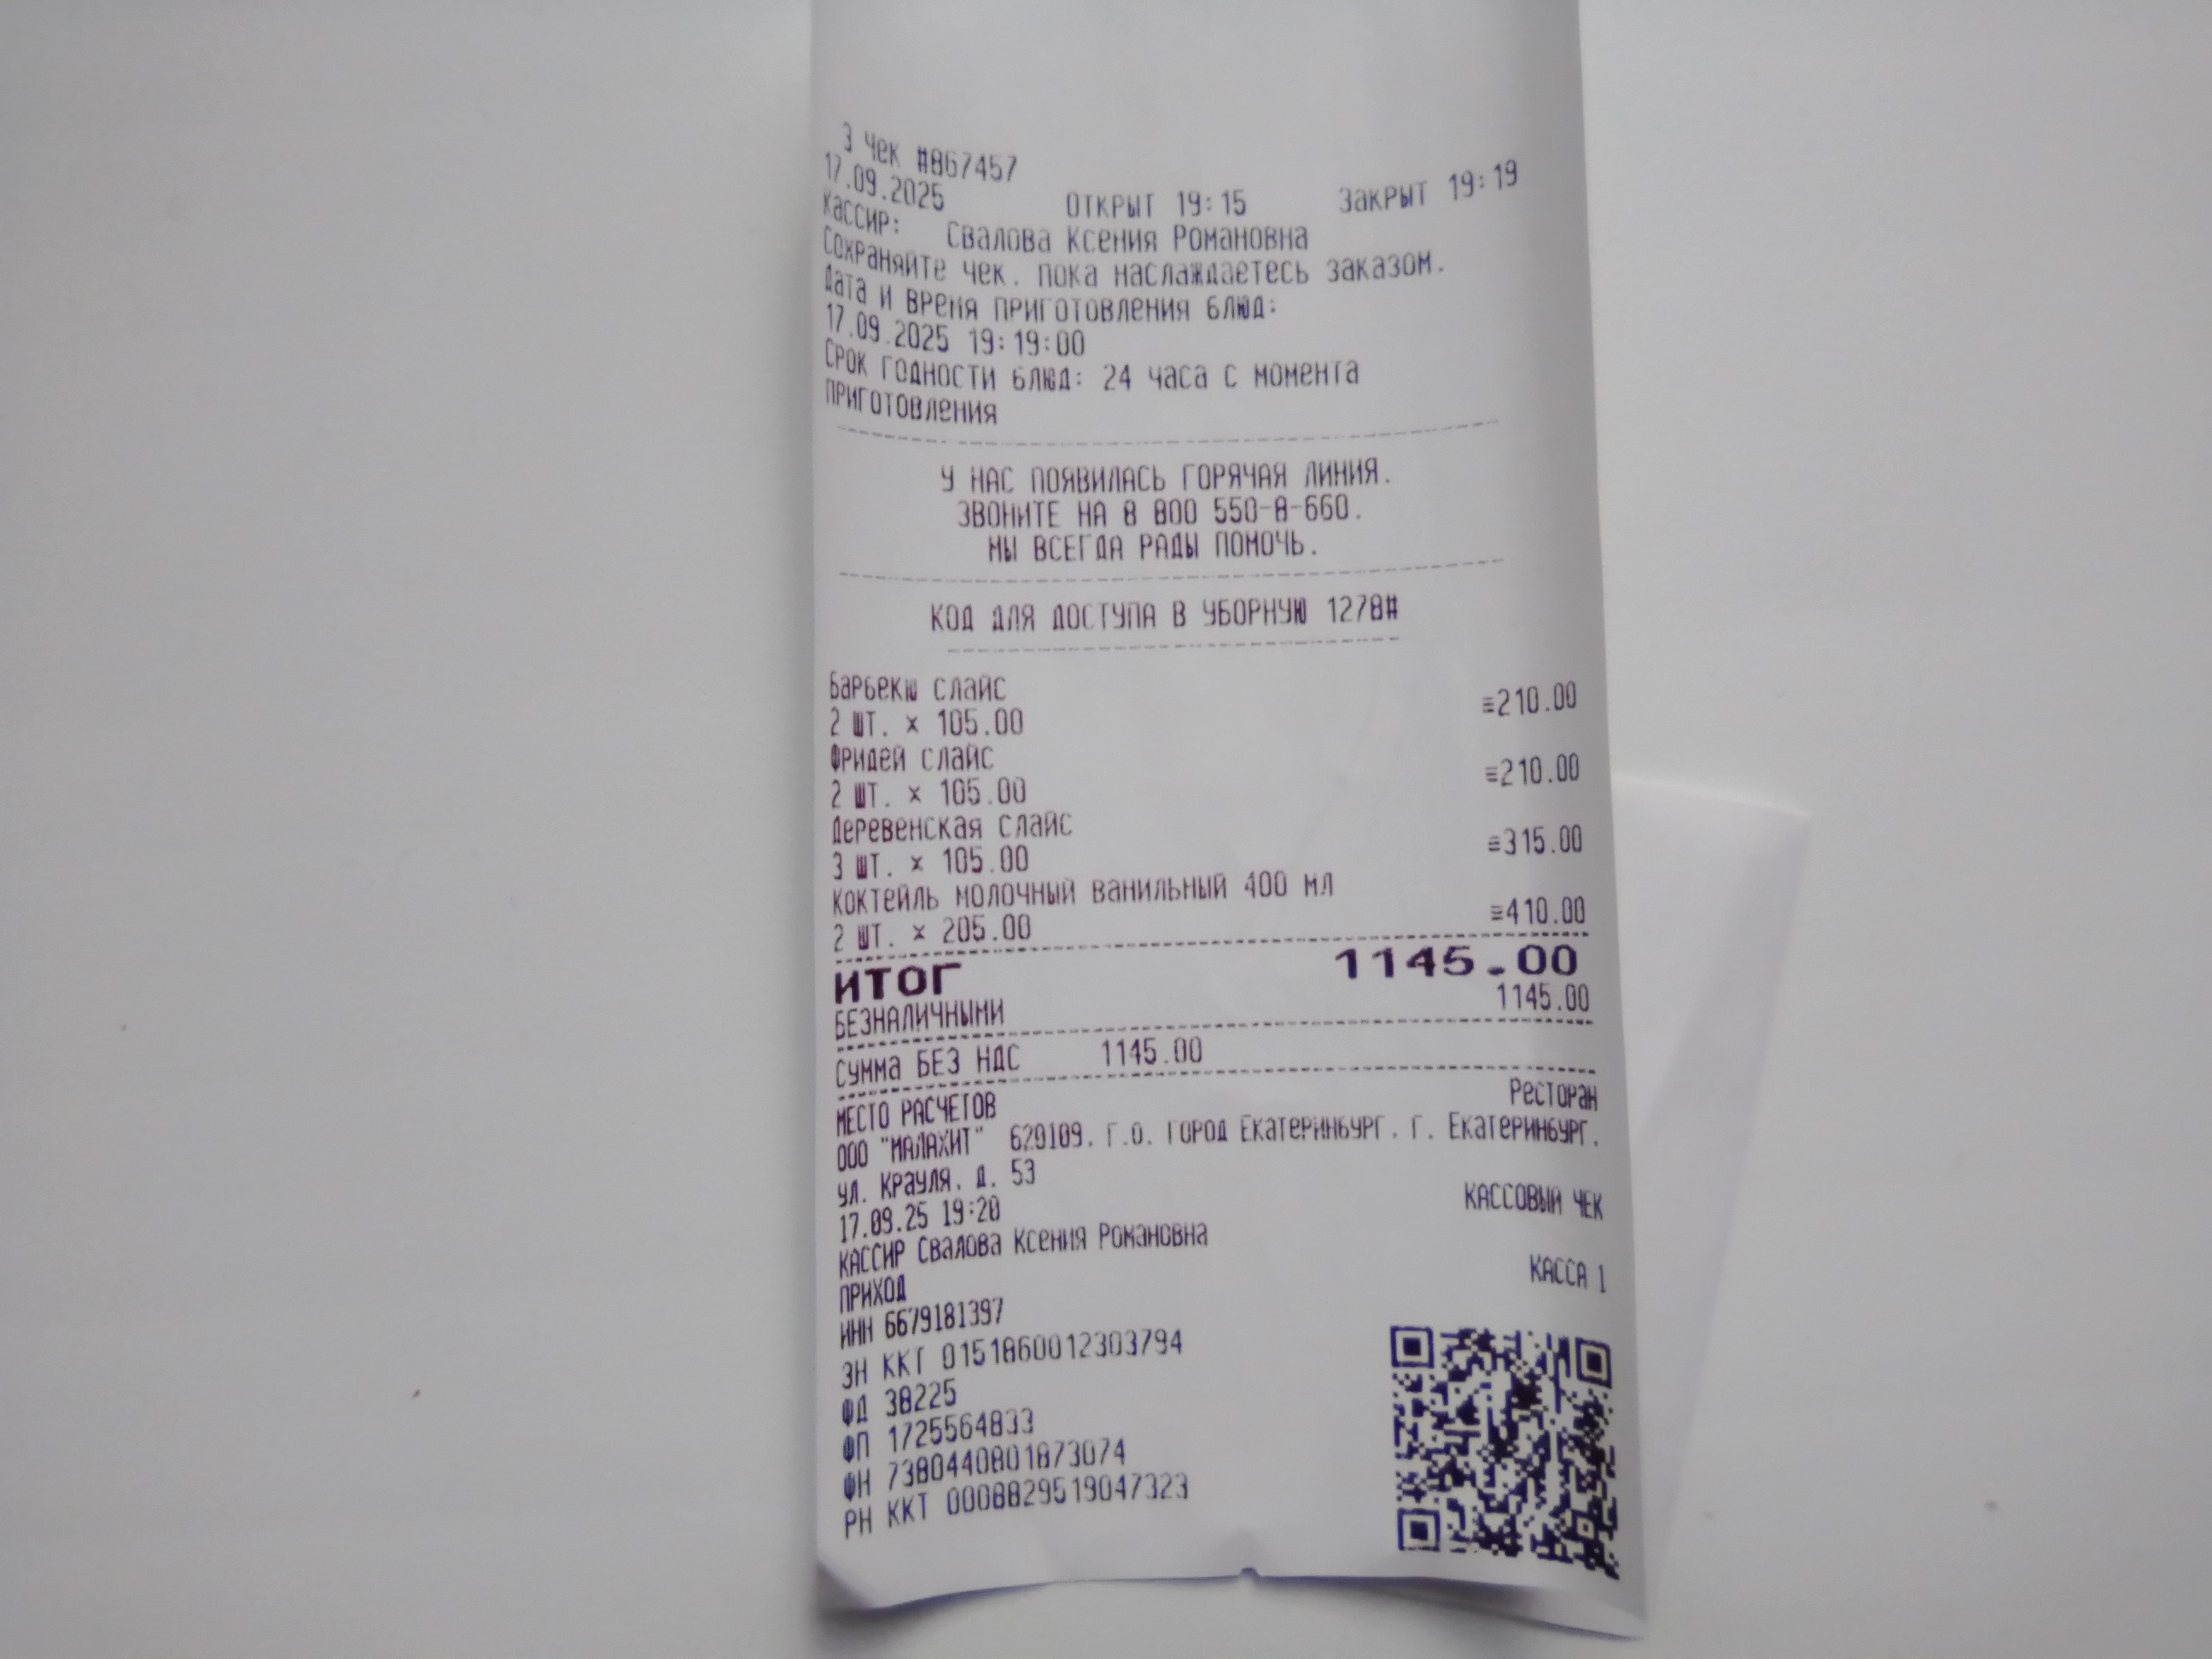 3 Чек #867457
17.09.2025 ОТКРЫТ 19:15 ЗАКРЫТ 19:19
Кассир: Свалова Ксения Романовна
Сохраняйте чек, пока наслаждаетесь заказом.
Дата и время приготовления блюд:
17.09.2025 19:19:00
Срок годности блюд: 24 часа с момента
приготовления
У НАС ПОЯВИЛАСЬ ГОРЯЧАЯ ЛИНИЯ.
ЗВОНИТЕ НА 8 800 550-8-660.
МЫ ВСЕГДА РАДЫ ПОМОЧЬ.
КОД ДЛЯ ДОСТУПА В УБОРНУЮ 1278#
Барбекю слайс
2 шт. x 105.00 ≡210.00
Фридей слайс
2 шт. x 105.00 ≡210.00
Деревенская слайс
3 шт. x 105.00 ≡315.00
Коктейль молочный ванильный 400 мл
2 шт. x 205.00 ≡410.00
ИТОГ 1145.00
БЕЗНАЛИЧНЫМИ 1145.00
Сумма БЕЗ НДС 1145.00
МЕСТО РАСЧЕТОВ Ресторан
ООО "МАЛАХИТ" 620109, Г.О. ГОРОД Екатеринбург, г. Екатеринбург,
ул. Крауля, д. 53
17.09.25 19:20 КАССОВЫЙ ЧЕК
КАССИР Свалова Ксения Романовна
ПРИХОД КАССА 1
ИНН 6679181397
ЗН ККТ 0151860012303794
ФД 38225
ФП 1725564833
ФН 7380440801873074
РН ККТ 0008829519047323